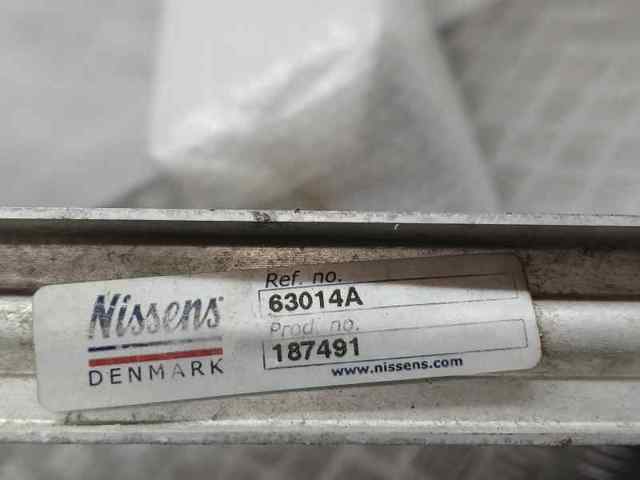 Nissens
DENMARK
Ref. no.
63014A
Prod. no.
187491
www.nissens.com